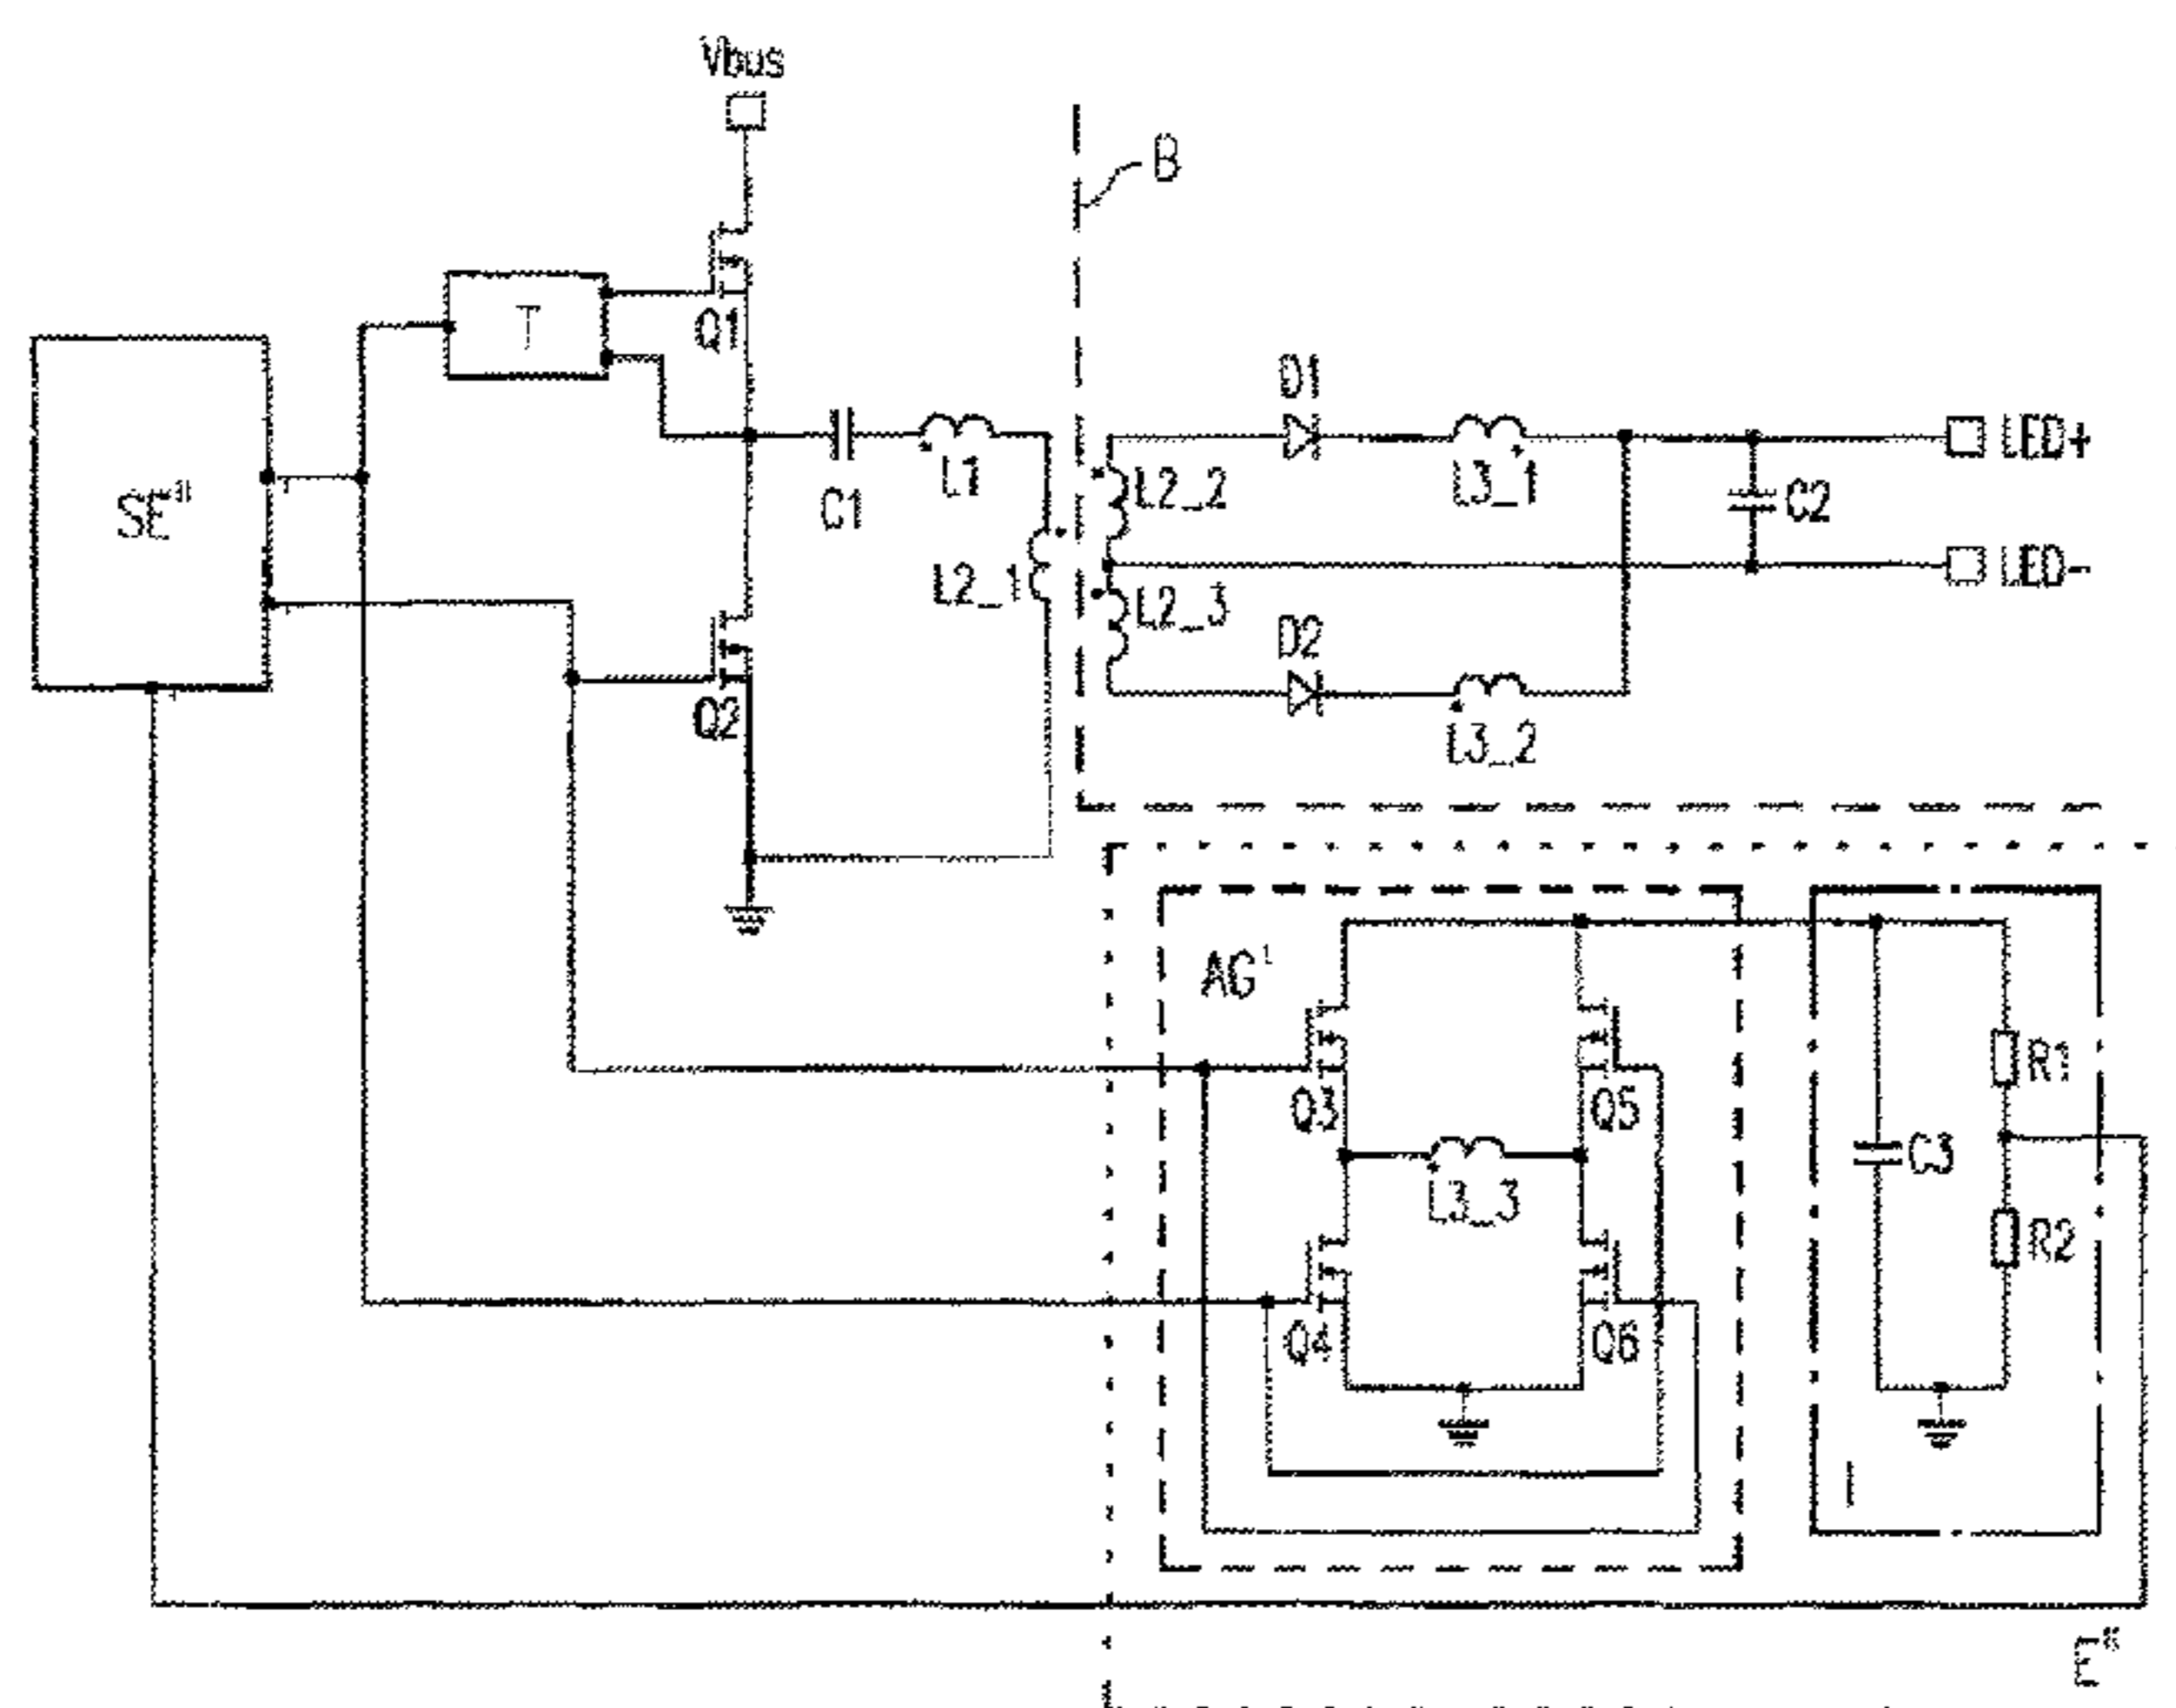 Vbus
B
T
Q1
D1
LED+
L3_1
L1
C1
L2_2
C2
SE"
LED-
L2_1
L2_3
D2
Q2
L3_2
AG'
R1
Q3
Q5
C3
L3_3
R2
Q4
Q6
I
E"